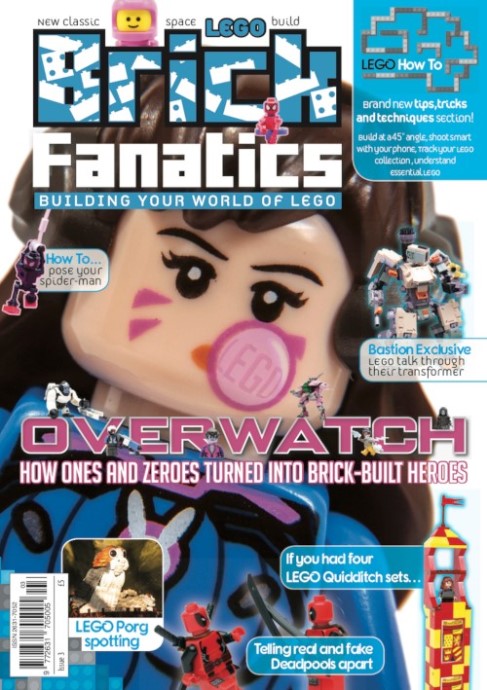 new classic space LEGO build
Brick
Fanatics
BUILDING YOUR WORLD OF LEGO
LEGO How To
Brand new tips, tricks
and techniques section!
Build at a 45° angle, shoot smart
with your phone, track your LEGO
collection, understand
essential LEGO
How To...
pose your
spider-man
Bastion Exclusive
LEGO talk through
their transformer
LEGO
OVERWATCH
HOW ONES AND ZEROES TURNED INTO BRICK-BUILT HEROES
If you had four
LEGO Quidditch sets...
LEGO Porg
spotting
Telling real and fake
Deadpools apart
Issue 3
£5
03
9 772631 705005